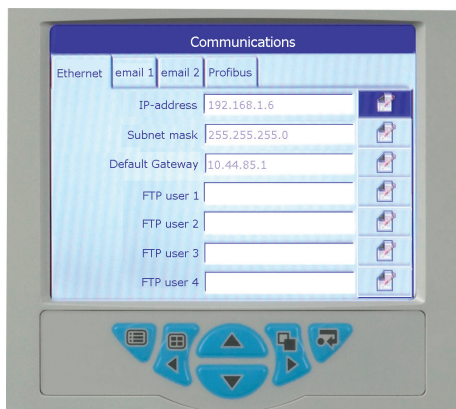 Communications
Ethernet email 1 email 2 Profibus
IP-address 192.168.1.6
Subnet mask 255.255.255.0
Default Gateway 10.44.85.1
FTP user 1
FTP user 2
FTP user 3
FTP user 4